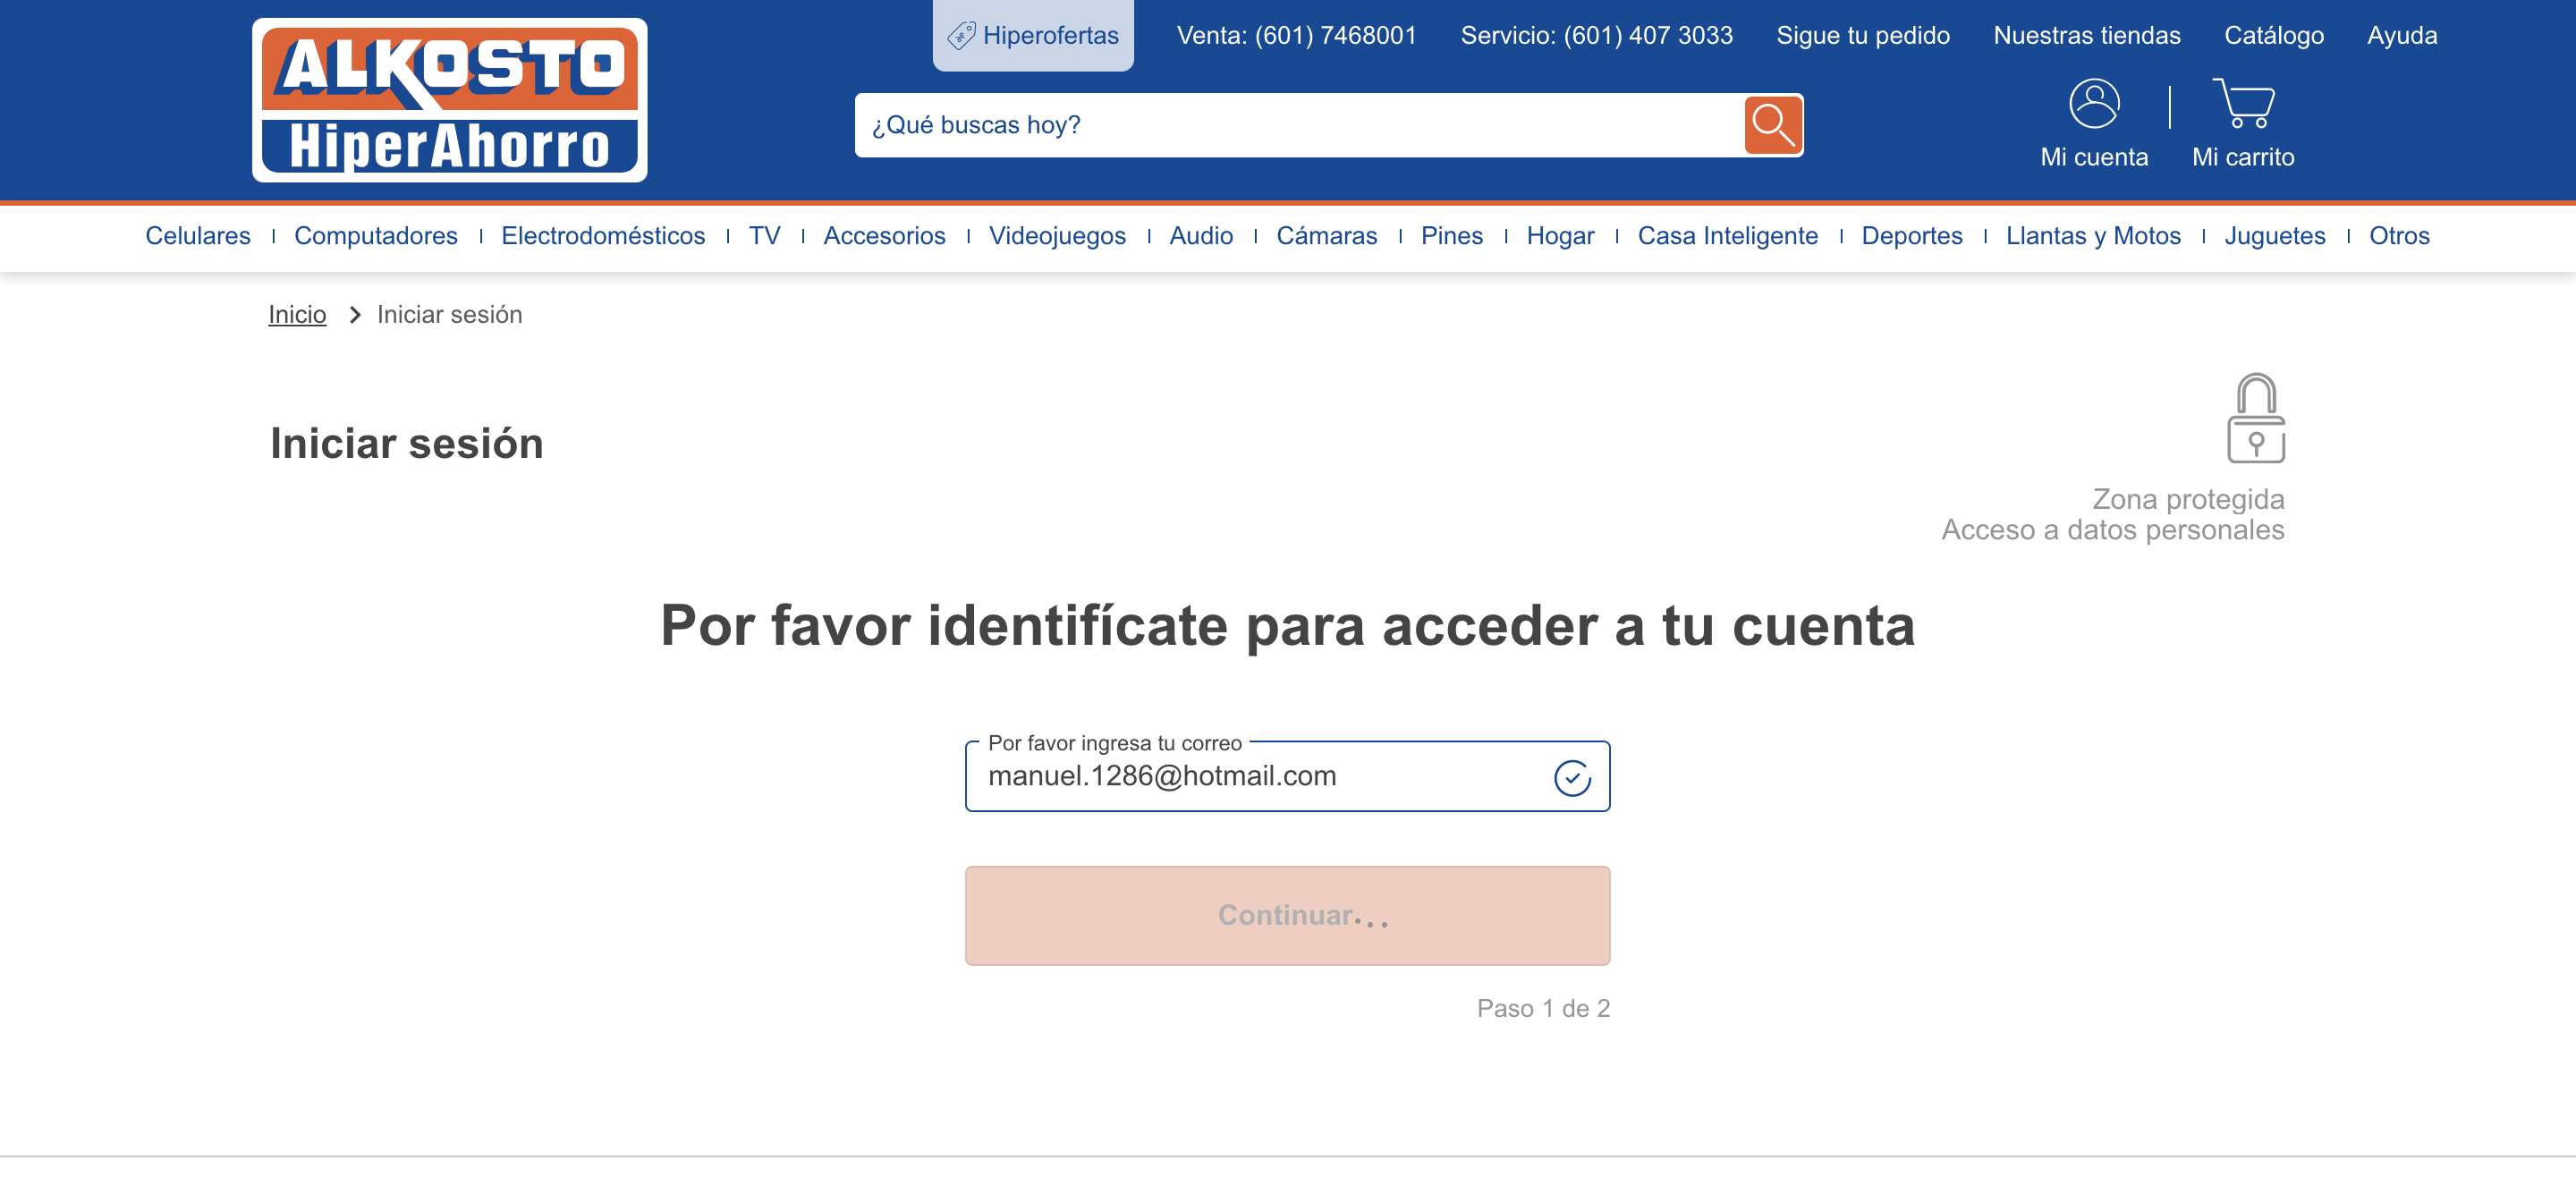 ALKOSTO
HiperAhorro
Hiperofertas
Venta: (601) 7468001
Servicio: (601) 407 3033
Sigue tu pedido
Nuestras tiendas
Catálogo
Ayuda
¿Qué buscas hoy?
Mi cuenta
Mi carrito
Celulares
Computadores
Electrodomésticos
TV
Accesorios
Videojuegos
Audio
Cámaras
Pines
Hogar
Casa Inteligente
Deportes
Llantas y Motos
Juguetes
Otros
Inicio
Iniciar sesión
Iniciar sesión
Zona protegida
Acceso a datos personales
Por favor identifícate para acceder a tu cuenta
Por favor ingresa tu correo
manuel.1286@hotmail.com
Continuar...
Paso 1 de 2